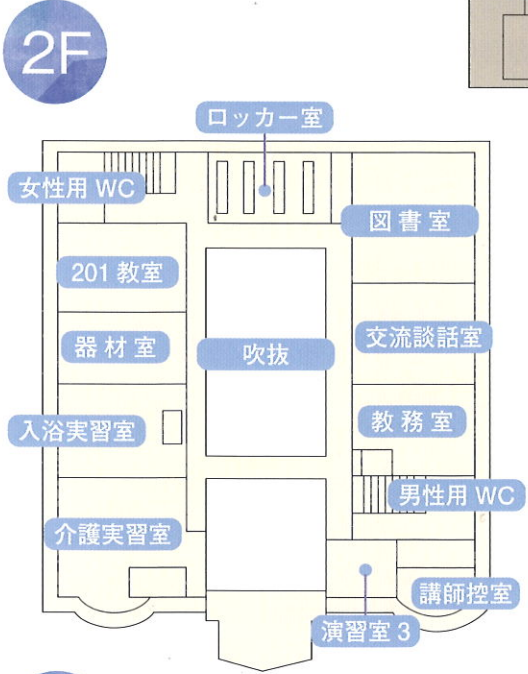 2F
ロッカー室
女性用 WC
図書室
201 教室
交流談話室
器材室
吹抜
教務室
入浴実習室
男性用 WC
介護実習室
講師控室
演習室 3